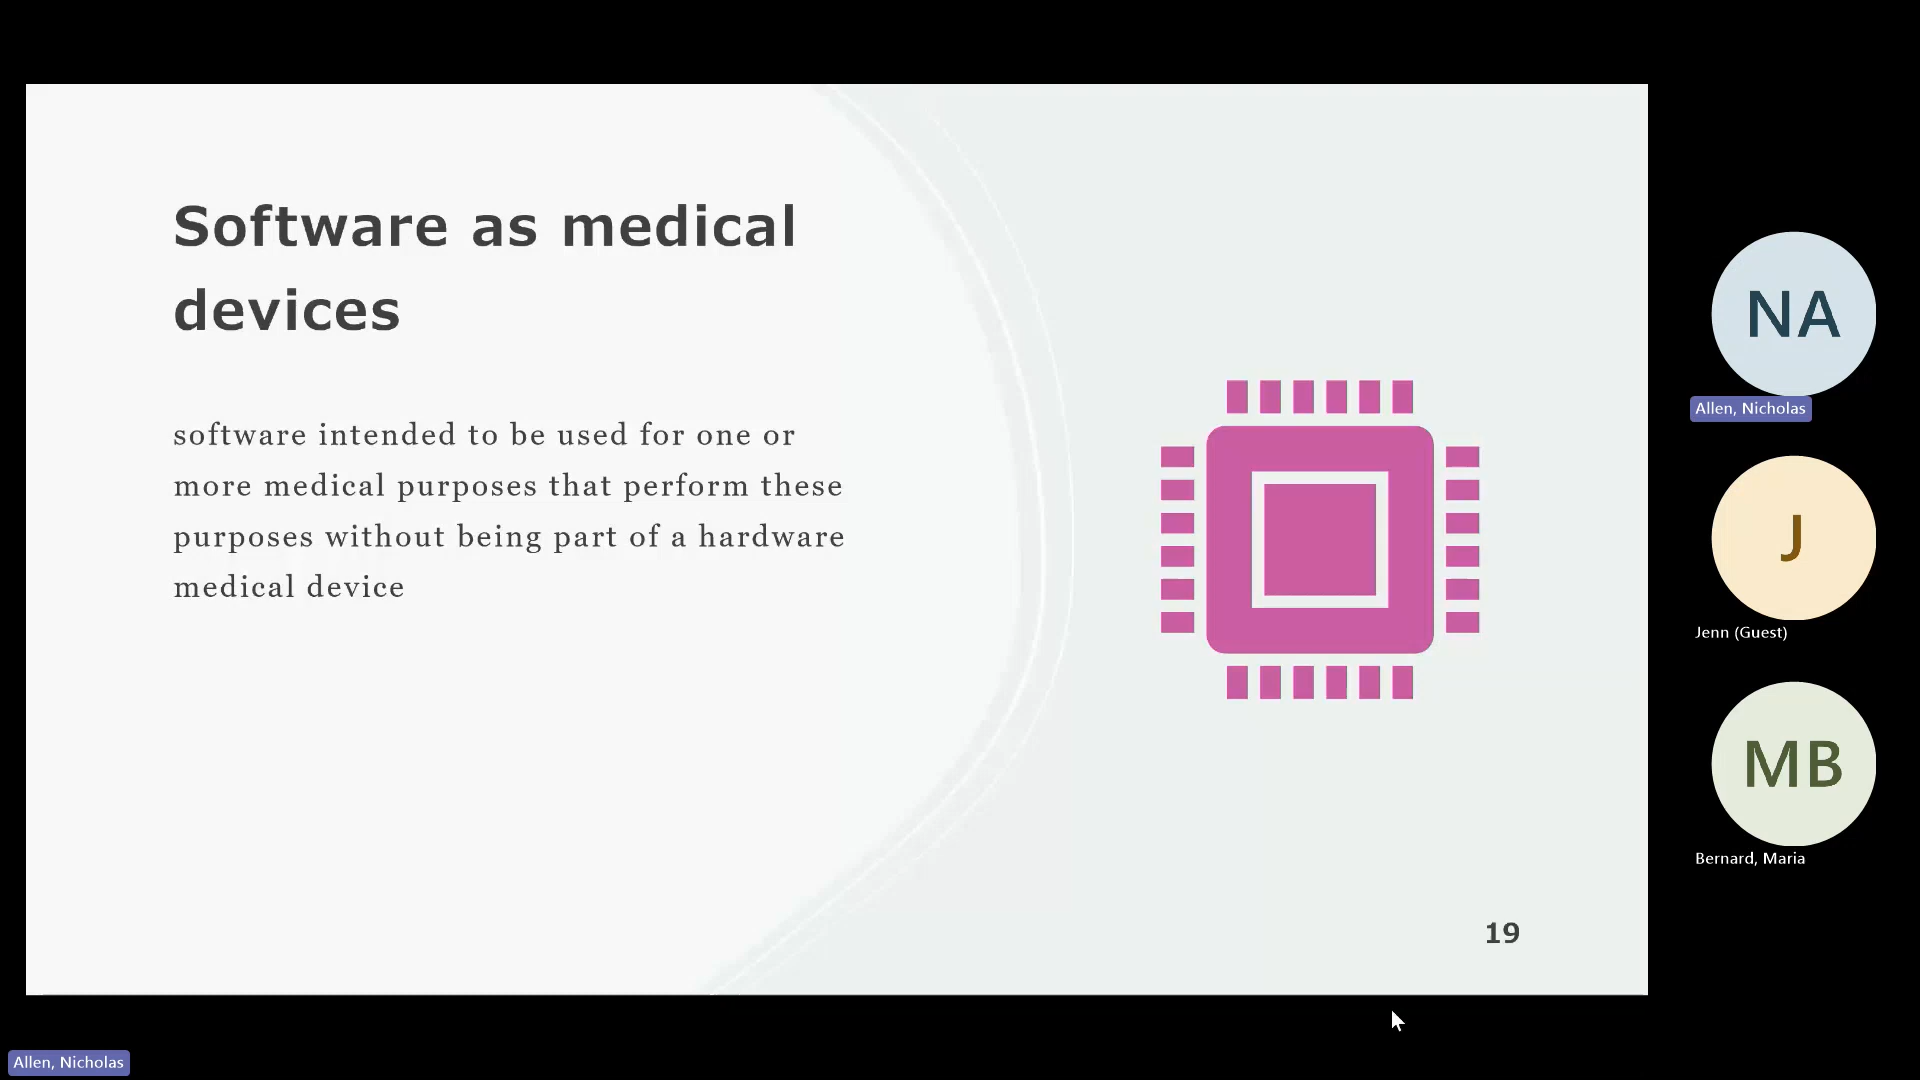 Software as medical
devices
software intended to be used for one or
more medical purposes that perform these
purposes without being part of a hardware
medical device
19
NA
Allen, Nicholas
J
Jenn (Guest)
MB
Bernard, Maria
Allen, Nicholas